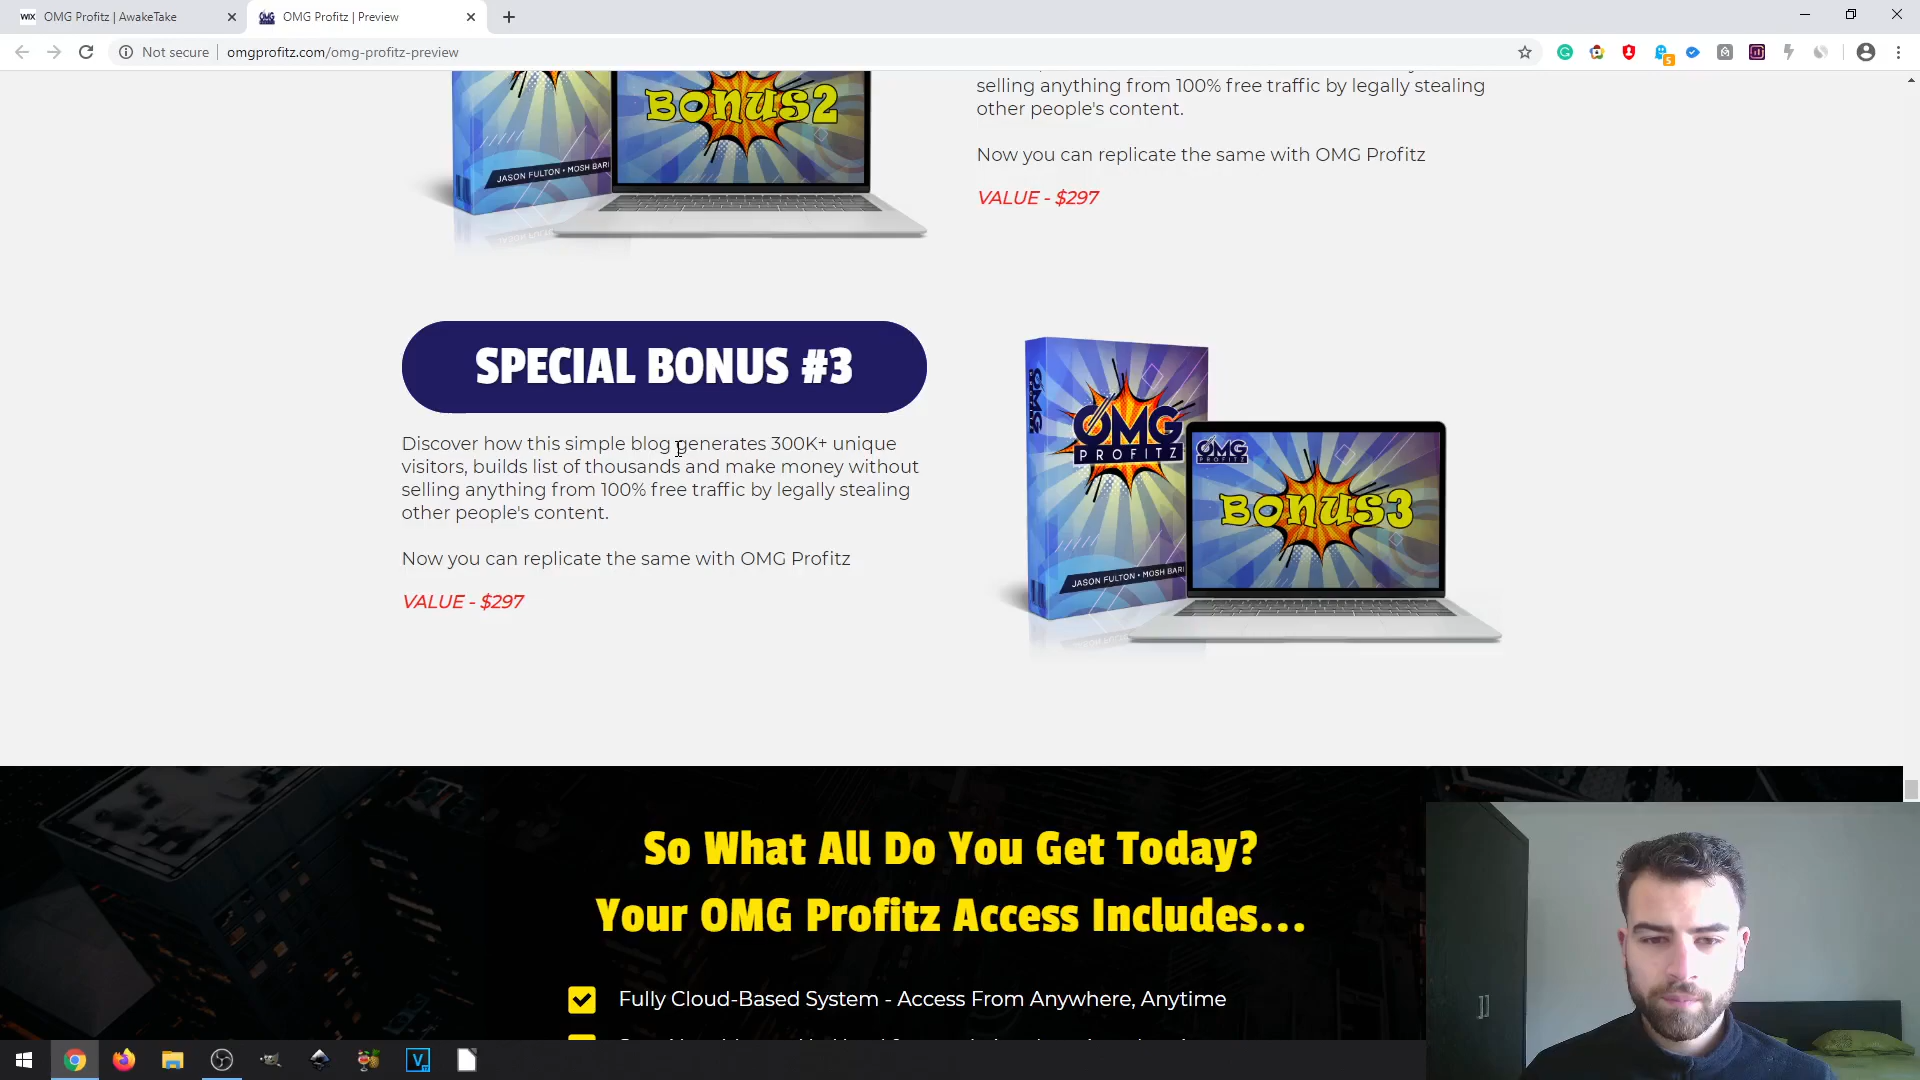 OMG Profitz | AwakeTake
OMG Profitz | Preview
Not secure
omgprofitz.com/omg-profitz-preview
BONUS2
JASON FULTON • MOSH BARI
selling anything from 100% free traffic by legally stealing
other people's content.
Now you can replicate the same with OMG Profitz
VALUE - $297
SPECIAL BONUS #3
Discover how this simple blog generates 300K+ unique
visitors, builds list of thousands and make money without
selling anything from 100% free traffic by legally stealing
other people's content.
Now you can replicate the same with OMG Profitz
VALUE - $297
OMG
PROFITZ
OMG
PROFITZ
BONUS3
JASON FULTON • MOSH BARI
So What All Do You Get Today?
Your OMG Profitz Access Includes...
Fully Cloud-Based System - Access From Anywhere, Anytime